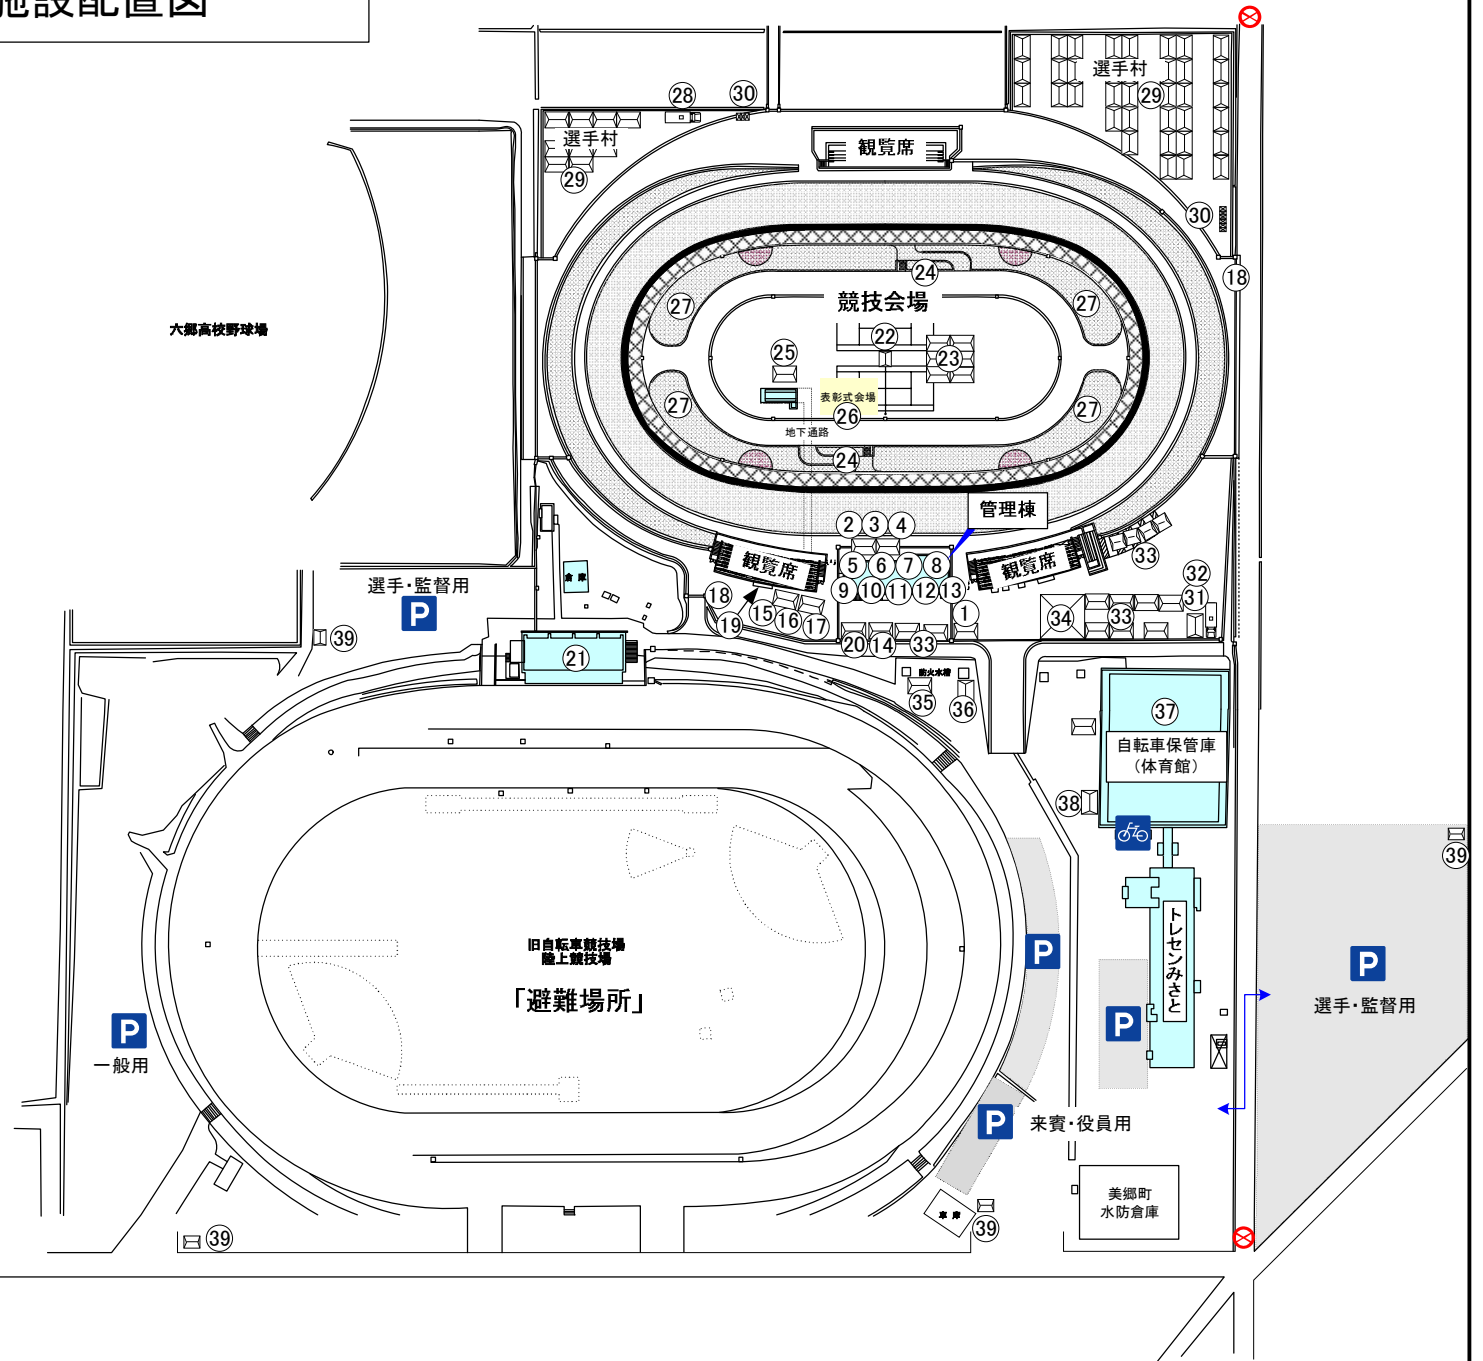 施設配置図
選手村
29
28
30
選手村
29
観覧席
30
18
24
競技会場
27
27
22
23
25
表彰式会場
26
27
27
地下通路
24
六郷高校野球場
管理棟
2 3 4
観覧席
5 6 7 8
9 10 11 12 13
観覧席
33
32
31
選手・監督用
P
倉庫
18
19
15 16 17
20 14 33
1
34
33
39
21
防火水槽
35
36
37
自転車保管庫
(体育館)
38
39
旧自転車競技場
陸上競技場
「避難場所」
P
トレセンみさと
P
P
選手・監督用
P
一般用
P
来賓・役員用
美郷町
水防倉庫
車庫
39
39